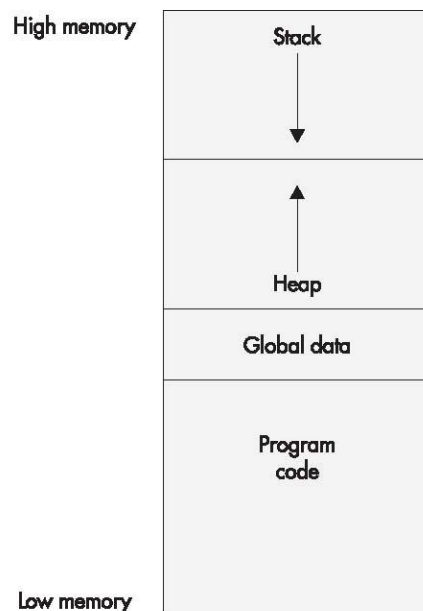 High memory
Stack
Heap
Global data
Program
code
Low memory